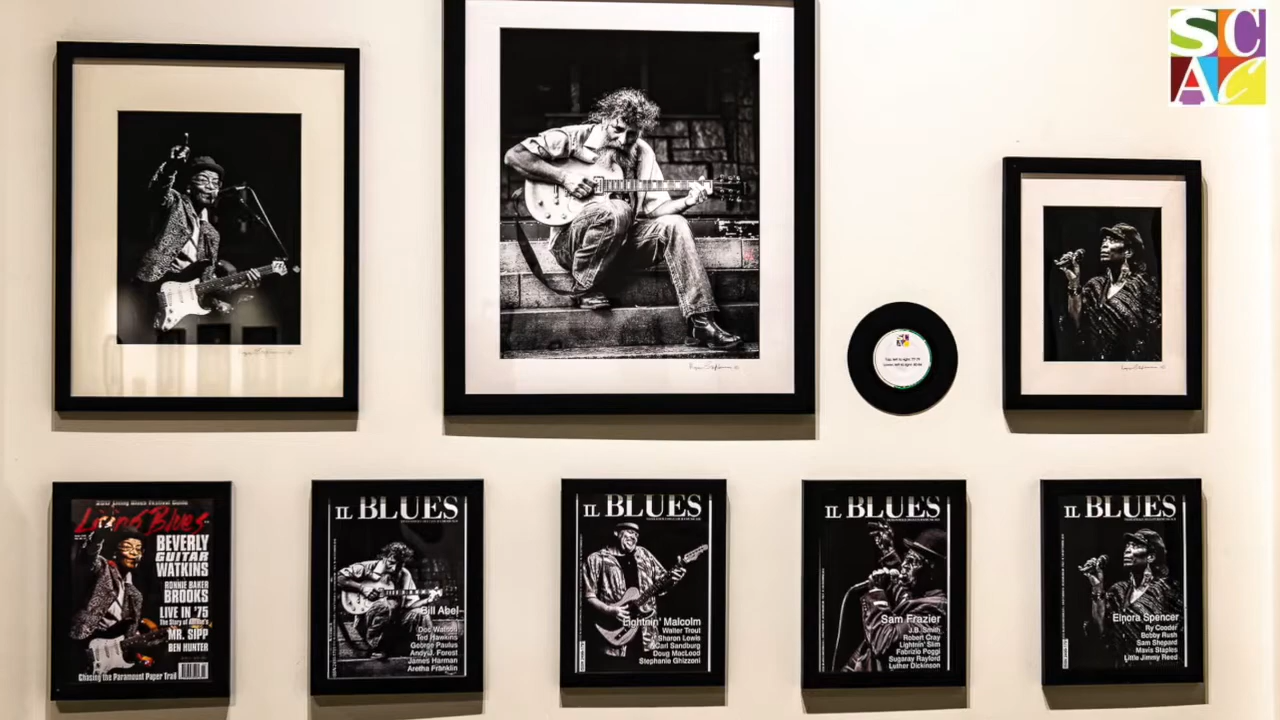 SC
AC
Living Blues
BEVERLY
GUITAR
WATKINS
RONNIE BAKER
BROOKS
LIVE IN '75
MR. SIPP
BEN HUNTER
Chasing the Paramount Paper Trail
IL BLUES
Bill Abel
Doc Watson
Ted Hawkins
George Paulus
Andy J. Forest
James Harman
Aretha Franklin
IL BLUES
Lightnin' Malcolm
Walter Trout
Sharon Lewis
Carl Sandburg
Doug MacLeod
Stephanie Ghizzoni
IL BLUES
Sam Frazier
J.B. Smith
Robert Cray
Lightnin' Slim
Fabrizio Poggi
Sugaray Rayford
Luther Dickinson
IL BLUES
Elnora Spencer
Ry Cooder
Bobby Rush
Sam Shepard
Mavis Staples
Little Jimmy Reed